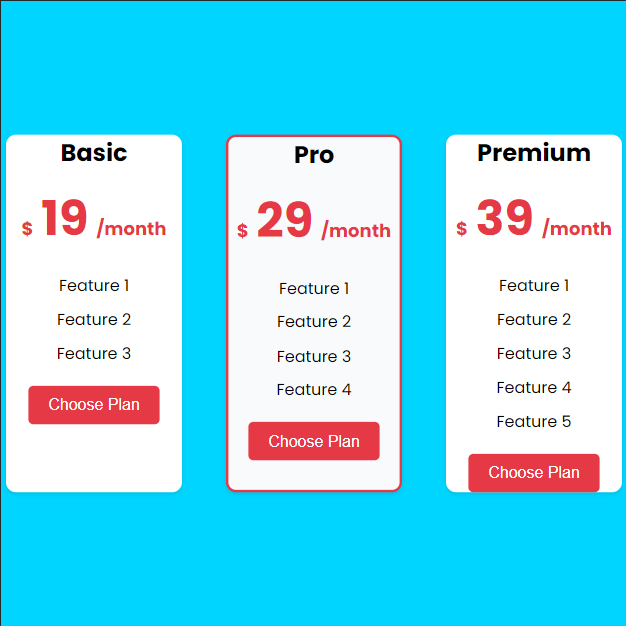 Basic
$ 19 /month
Feature 1
Feature 2
Feature 3
Choose Plan
Pro
$ 29 /month
Feature 1
Feature 2
Feature 3
Feature 4
Choose Plan
Premium
$ 39 /month
Feature 1
Feature 2
Feature 3
Feature 4
Feature 5
Choose Plan